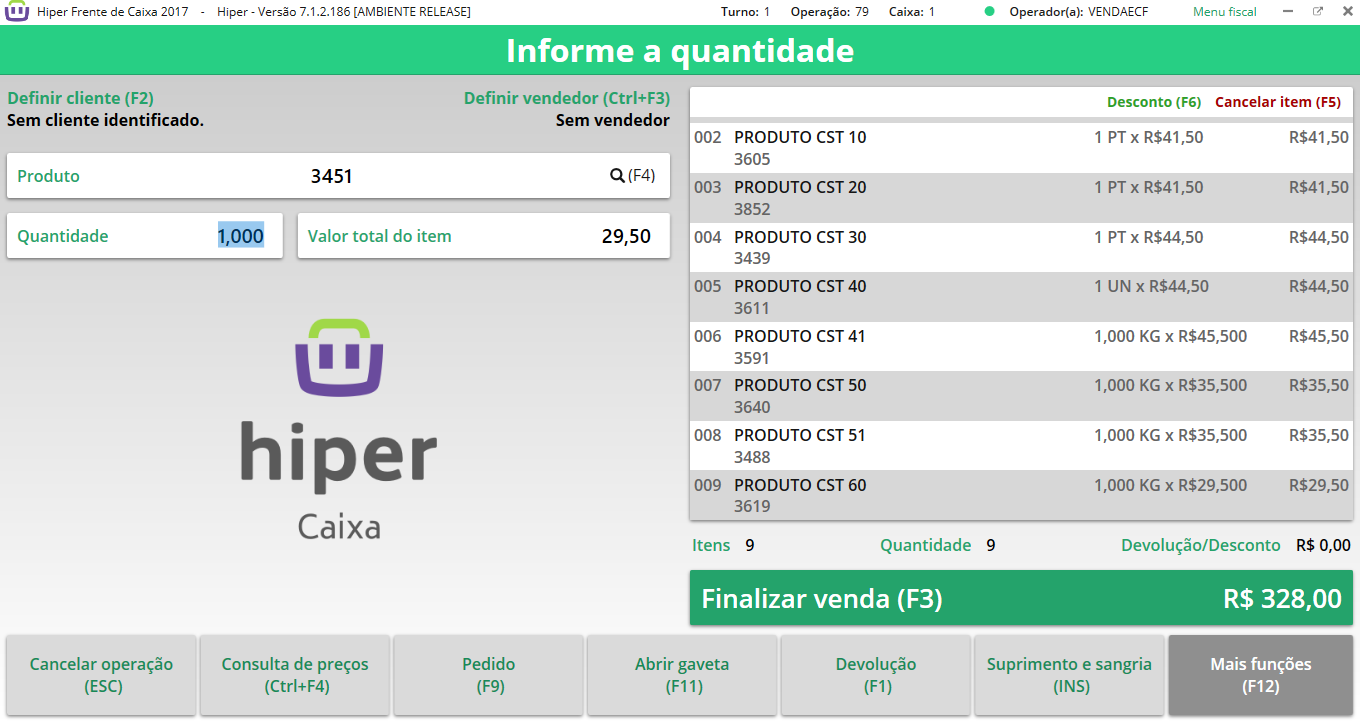 Hiper Frente de Caixa 2017 - Hiper - Versão 7.1.2.186 [AMBIENTE RELEASE] Turno: 1 Operação: 79 Caixa: 1 Operador(a): VENDAECF Menu fiscal
Informe a quantidade
Definir cliente (F2) Definir vendedor (Ctrl+F3)
Sem cliente identificado. Sem vendedor
Produto 3451 (F4)
Quantidade 1,000 Valor total do item 29,50
hiper
Caixa
Desconto (F6) Cancelar item (F5)
002 PRODUTO CST 10 1 PT x R$41,50 R$41,50
3605
003 PRODUTO CST 20 1 PT x R$41,50 R$41,50
3852
004 PRODUTO CST 30 1 PT x R$44,50 R$44,50
3439
005 PRODUTO CST 40 1 UN x R$44,50 R$44,50
3611
006 PRODUTO CST 41 1,000 KG x R$45,500 R$45,50
3591
007 PRODUTO CST 50 1,000 KG x R$35,500 R$35,50
3640
008 PRODUTO CST 51 1,000 KG x R$35,500 R$35,50
3488
009 PRODUTO CST 60 1,000 KG x R$29,500 R$29,50
3619
Itens 9 Quantidade 9 Devolução/Desconto R$ 0,00
Finalizar venda (F3) R$ 328,00
Cancelar operação
(ESC)
Consulta de preços
(Ctrl+F4)
Pedido
(F9)
Abrir gaveta
(F11)
Devolução
(F1)
Suprimento e sangria
(INS)
Mais funções
(F12)